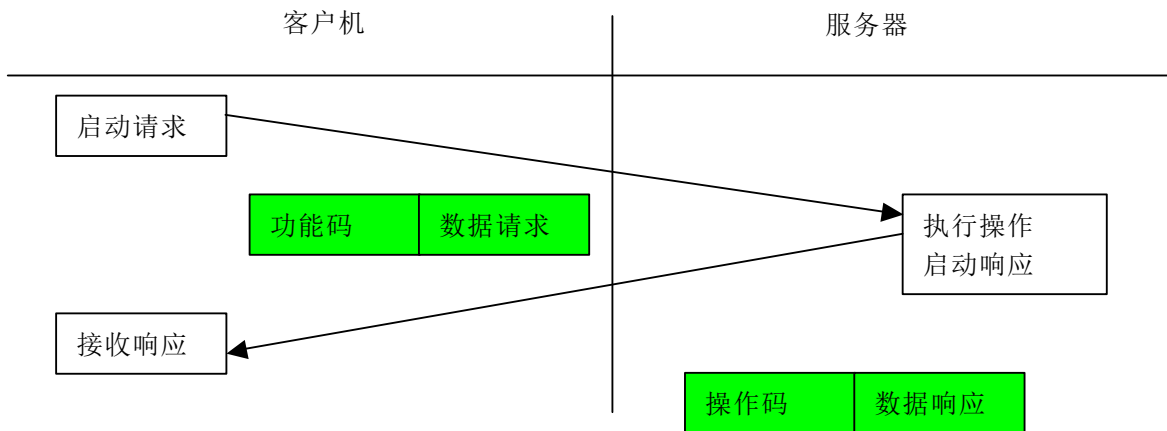 客户机
服务器
启动请求
功能码 数据请求
执行操作
启动响应
接收响应
操作码 数据响应